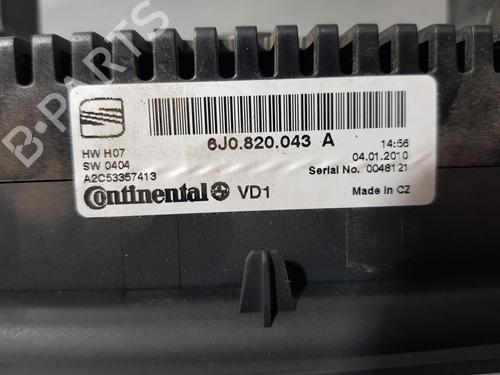 B-PARTS
6J0.820.043 A
HW H07
SW 0404
A2C53357413
14:56
04.01.2010
Serial No. 0048121
Continental VD1
Made in CZ